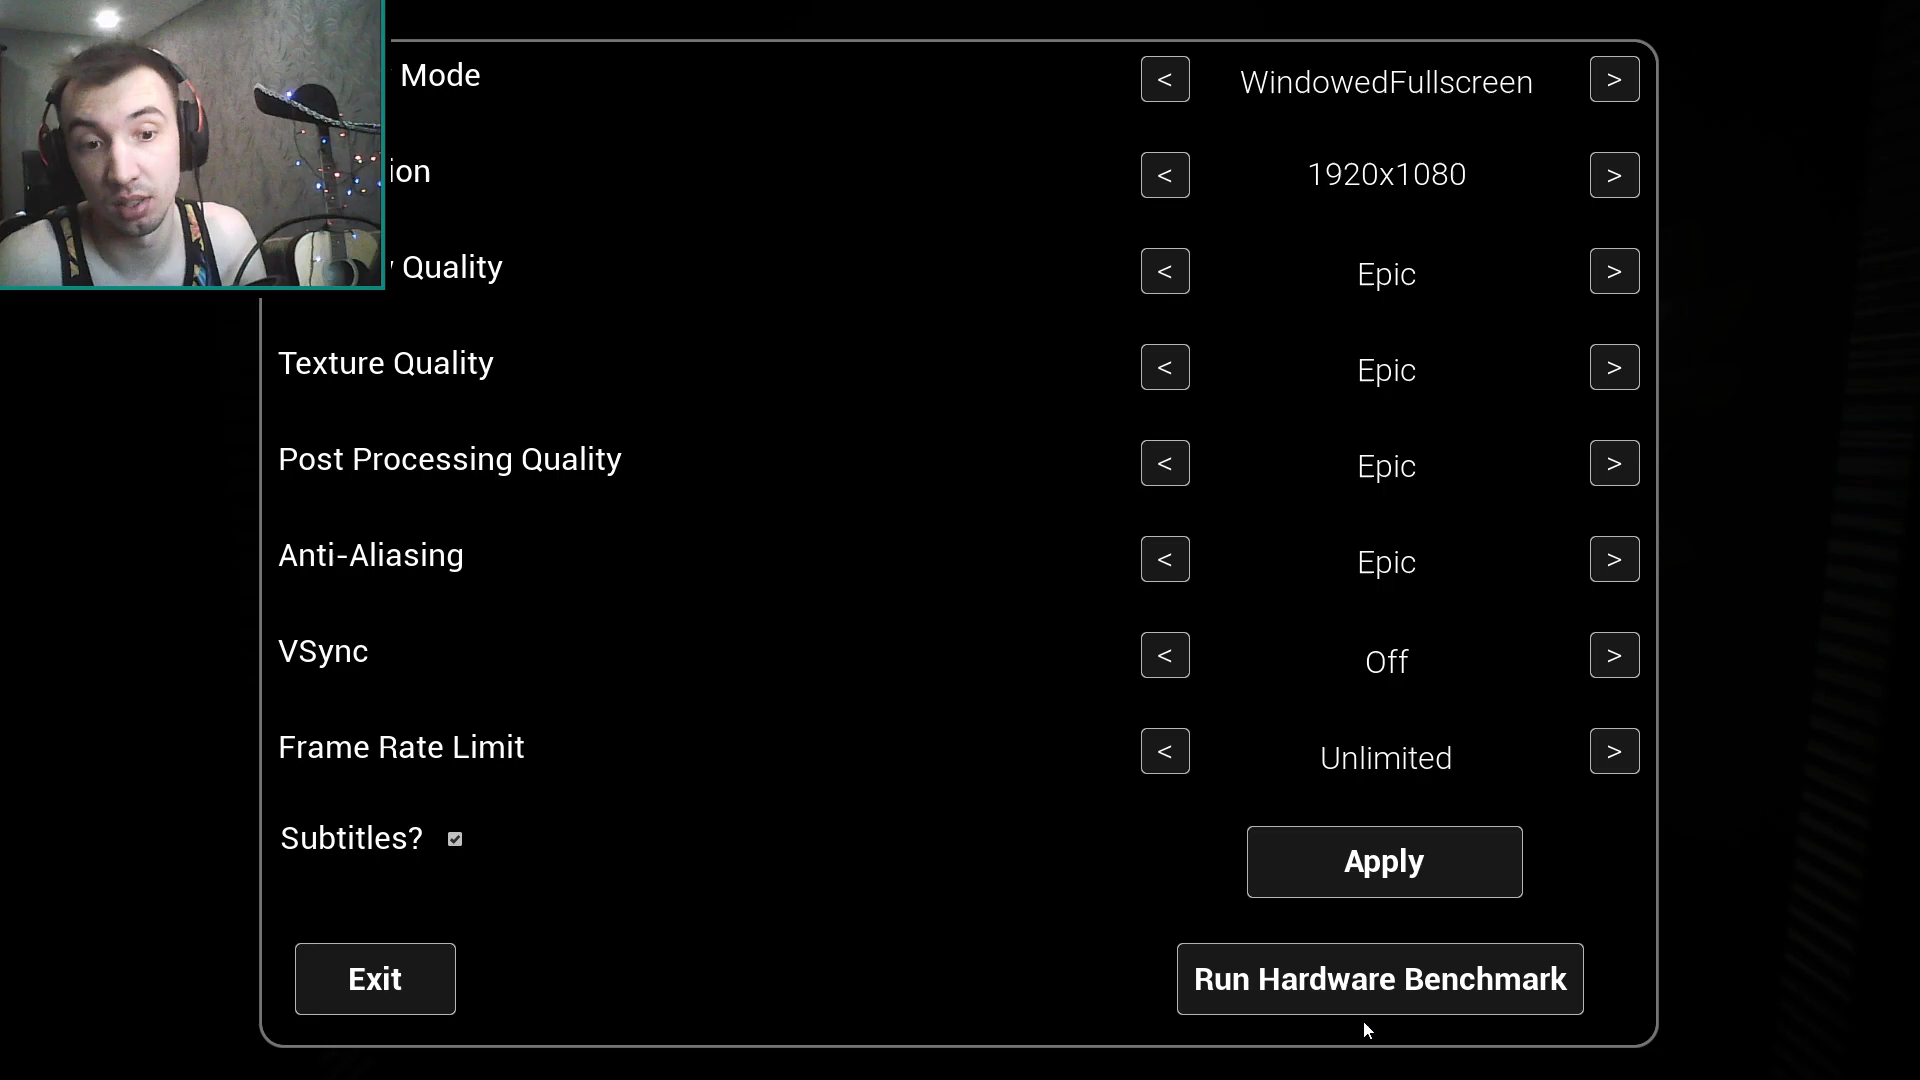 Mode < WindowedFullscreen >
ion < 1920x1080 >
Quality < Epic >
Texture Quality < Epic >
Post Processing Quality < Epic >
Anti-Aliasing < Epic >
VSync < Off >
Frame Rate Limit < Unlimited >
Subtitles?
Apply
Exit
Run Hardware Benchmark